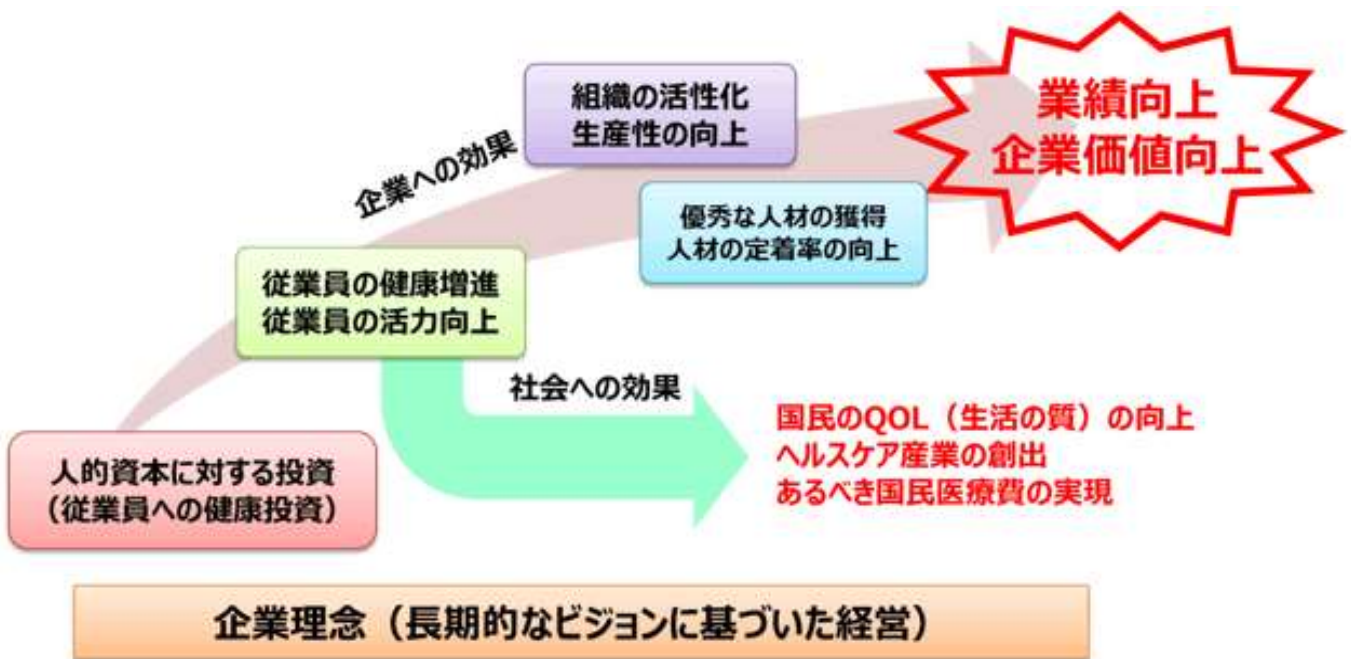 組織の活性化
生産性の向上
業績向上
企業価値向上
企業への効果
優秀な人材の獲得
人材の定着率の向上
従業員の健康増進
従業員の活力向上
社会への効果
国民のQOL（生活の質）の向上
ヘルスケア産業の創出
あるべき国民医療費の実現
人的資本に対する投資
（従業員への健康投資）
企業理念（長期的なビジョンに基づいた経営）